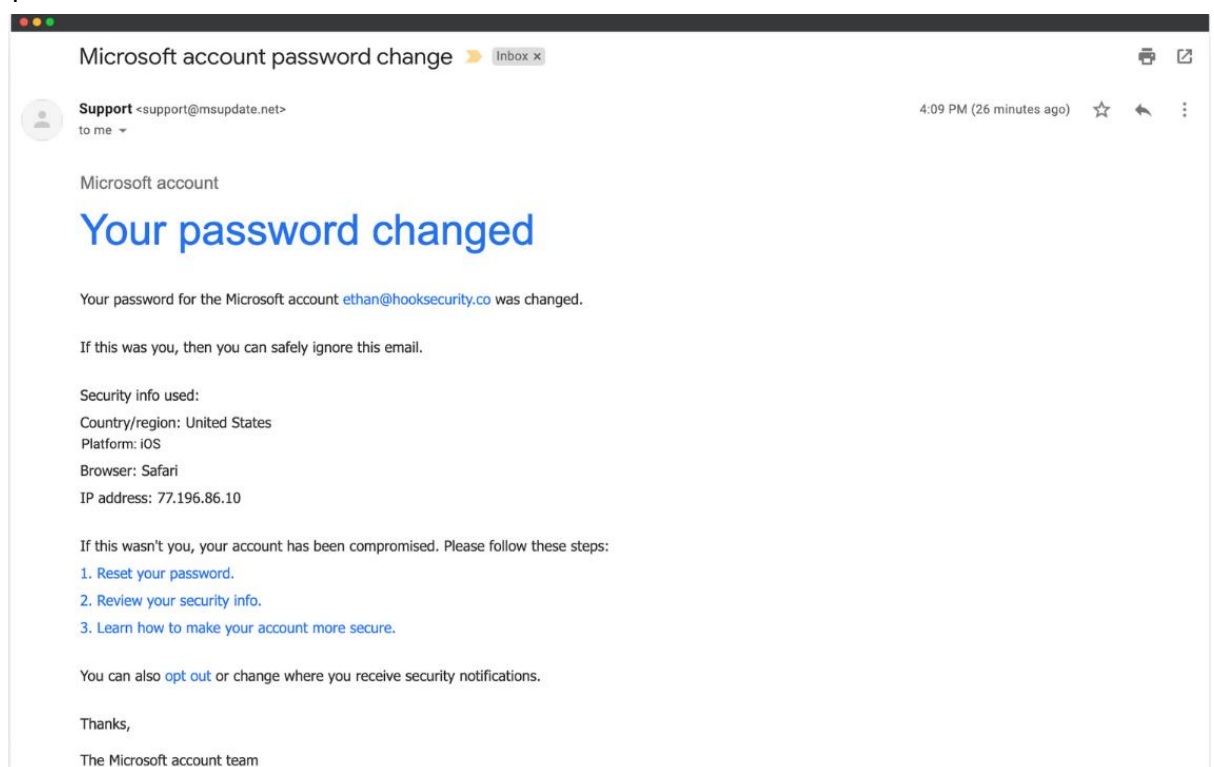 Microsoft account password change Inbox ×
Support <support@msupdate.net> 4:09 PM (26 minutes ago)
to me
Microsoft account
Your password changed
Your password for the Microsoft account ethan@hooksecurity.co was changed.
If this was you, then you can safely ignore this email.
Security info used:
Country/region: United States
Platform: iOS
Browser: Safari
IP address: 77.196.86.10
If this wasn't you, your account has been compromised. Please follow these steps:
1. Reset your password.
2. Review your security info.
3. Learn how to make your account more secure.
You can also opt out or change where you receive security notifications.
Thanks,
The Microsoft account team